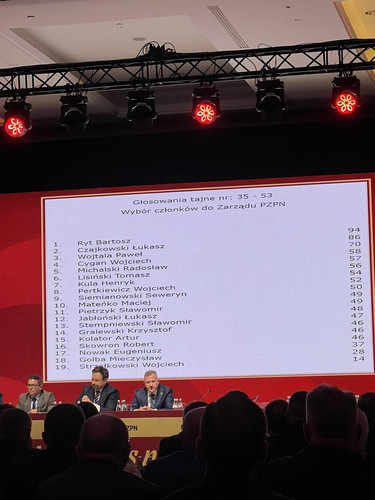 Głosowania tajne nr: 35 - 53
Wybór członków do Zarządu PZPN
1. Ryt Bartosz 94
2. Czajkowski Łukasz 86
3. Wojtala Paweł 70
4. Cygan Wojciech 58
5. Michalski Radosław 57
6. Lisiński Tomasz 56
7. Kula Henryk 54
8. Pertkiewicz Wojciech 52
9. Siemianowski Seweryn 50
10. Mateńko Maciej 49
11. Pietrzyk Sławomir 49
12. Jabłoński Łukasz 48
13. Stempniewski Sławomir 47
14. Gralewski Krzysztof 46
15. Kolator Artur 46
16. Skowron Robert 46
17. Nowak Eugeniusz 37
18. Golba Mieczysław 28
19. Strzałkowski Wojciech 14
PZPN